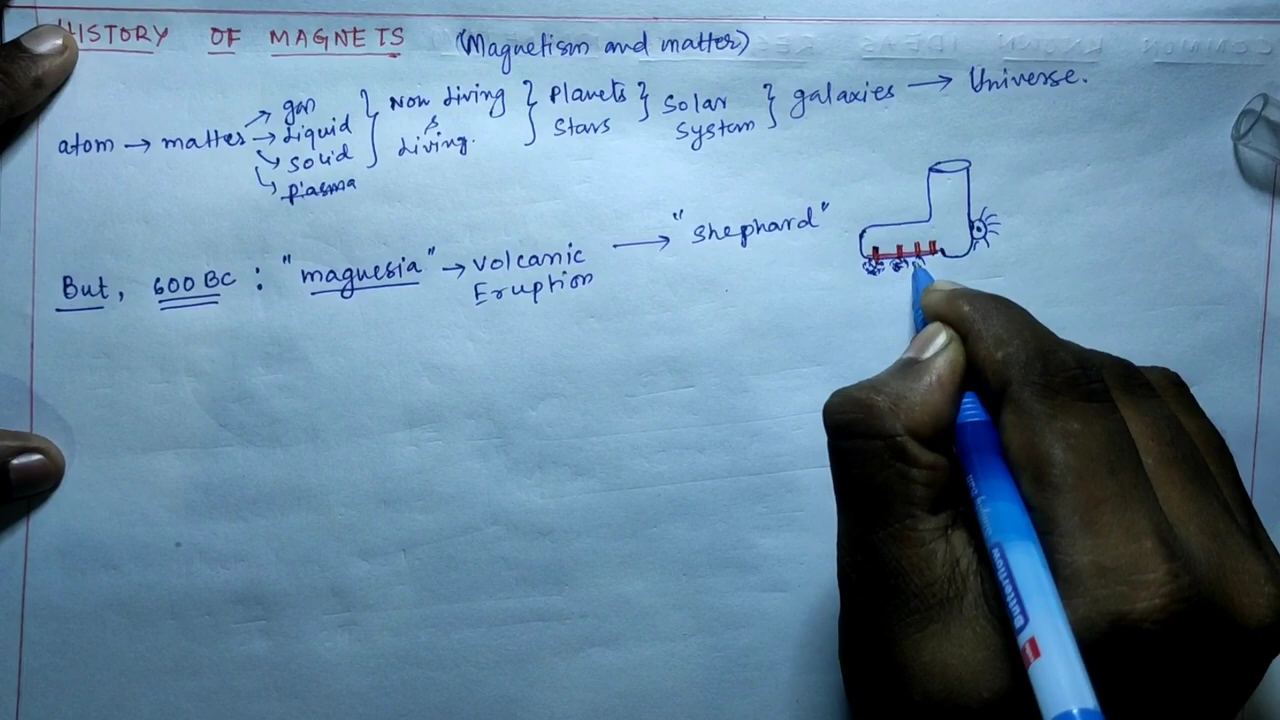 HISTORY OF MAGNETS (Magnetism and matter)
atom → matter → gas } Non living } Planets } Solar } galaxies → Universe.
→ Liquid & Stars System
→ solid living.
→ plasma
But, 600 BC : "magnesia" → volcanic → "shephard"
Eruption
Butterflow